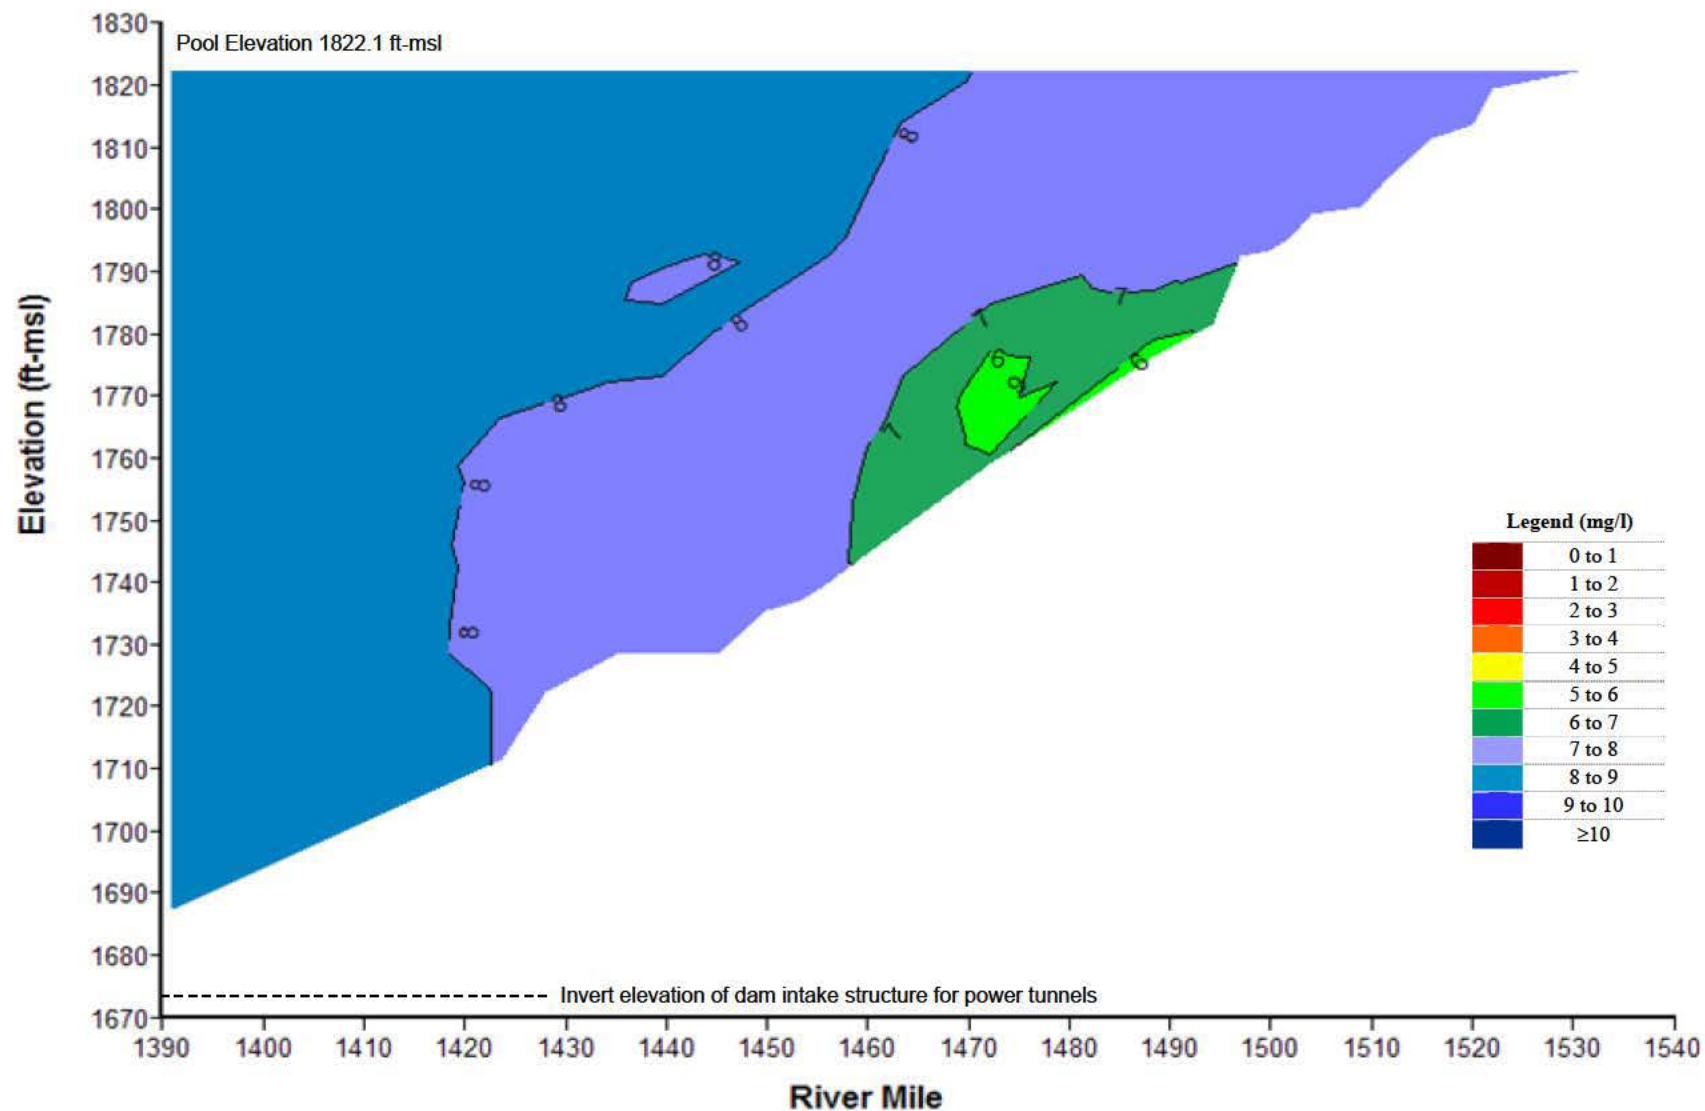 Pool Elevation 1822.1 ft-msl
1830
1820
1810
1800
1790
1780
1770
1760
1750
1740
1730
1720
1710
1700
1690
1680
1670
Elevation (ft-msl)
8
8
8
8
8
8
7
7
7
6
6
6
Legend (mg/l)
0 to 1
1 to 2
2 to 3
3 to 4
4 to 5
5 to 6
6 to 7
7 to 8
8 to 9
9 to 10
≥10
Invert elevation of dam intake structure for power tunnels
1390 1400 1410 1420 1430 1440 1450 1460 1470 1480 1490 1500 1510 1520 1530 1540
River Mile